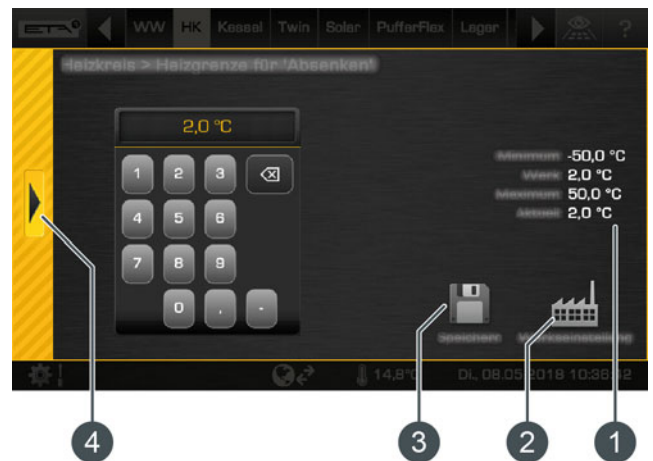 ETA
WW HK Kessel Twin Solar PufferFlex Lager ?
Heizkreis > Heizgrenze für 'Absenken'
2,0 °C
1 2 3
4 5 6
7 8 9
0 , -
Minimum -50,0 °C
Werk 2,0 °C
Maximum 50,0 °C
Aktuell 2,0 °C
Speichern Werkseinstellung
! 14,8°C Di., 08.05.2018 10:36:12
4 3 2 1